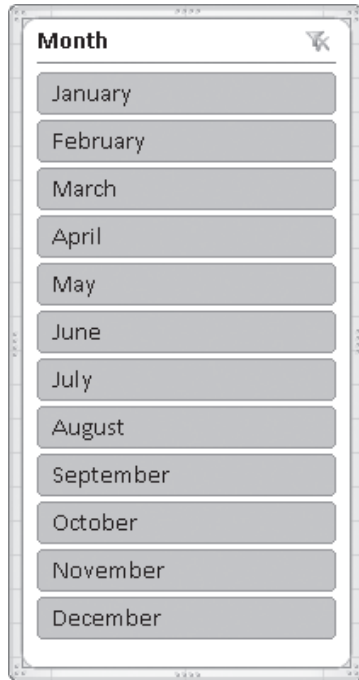 Month
January
February
March
April
May
June
July
August
September
October
November
December